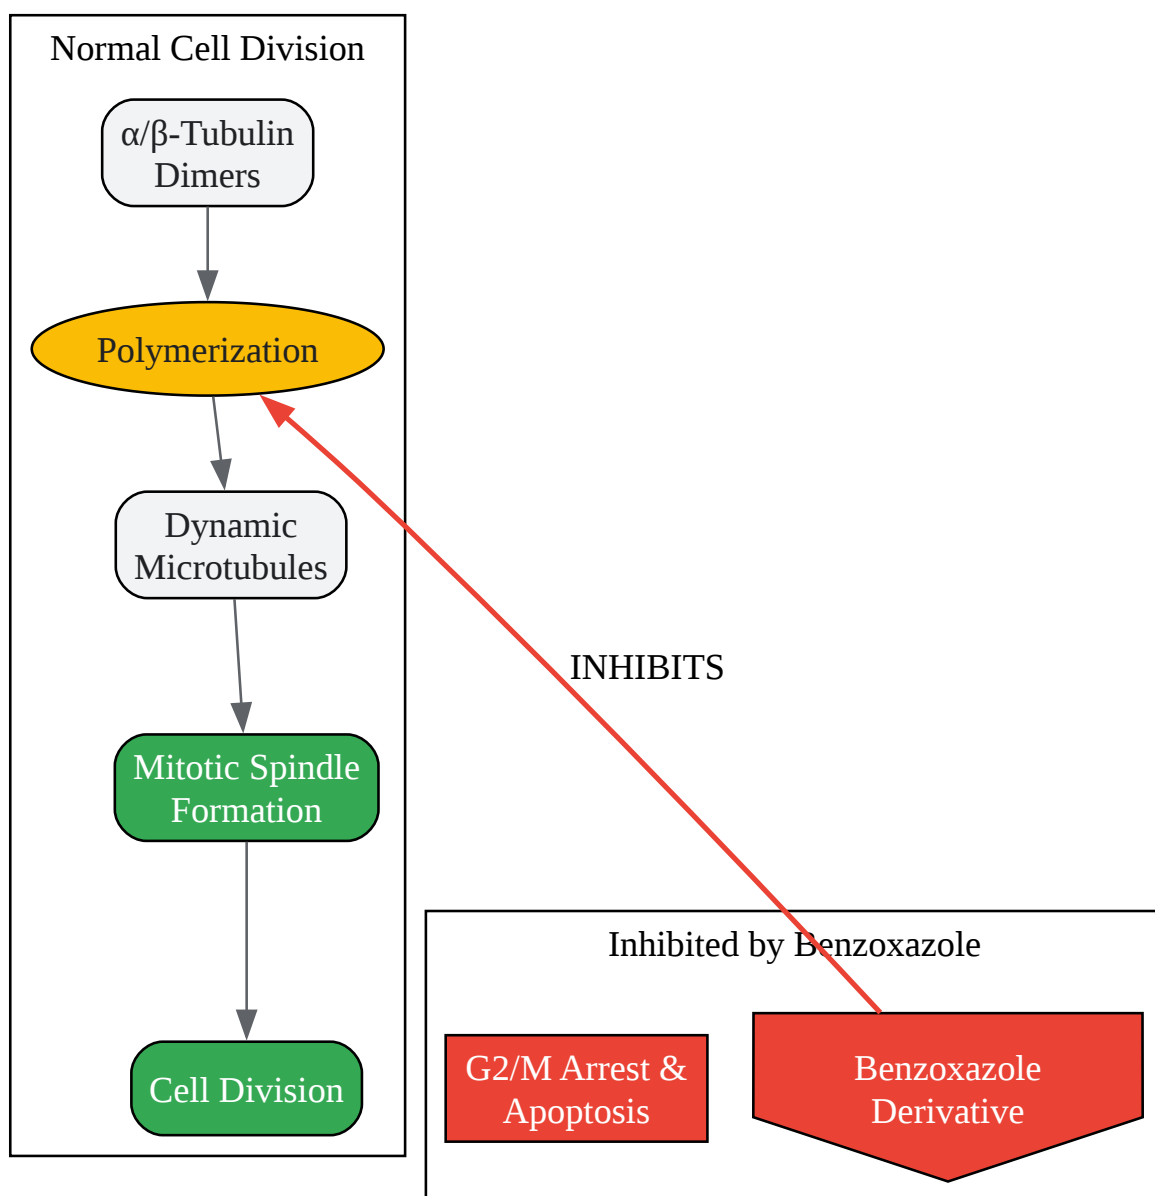 Normal Cell Division
α/β-Tubulin
Dimers
Polymerization
Dynamic
Microtubules
INHIBITS
Mitotic Spindle
Formation
Inhibited by Benzoxazole
G2/M Arrest &
Apoptosis
Benzoxazole
Derivative
Cell Division